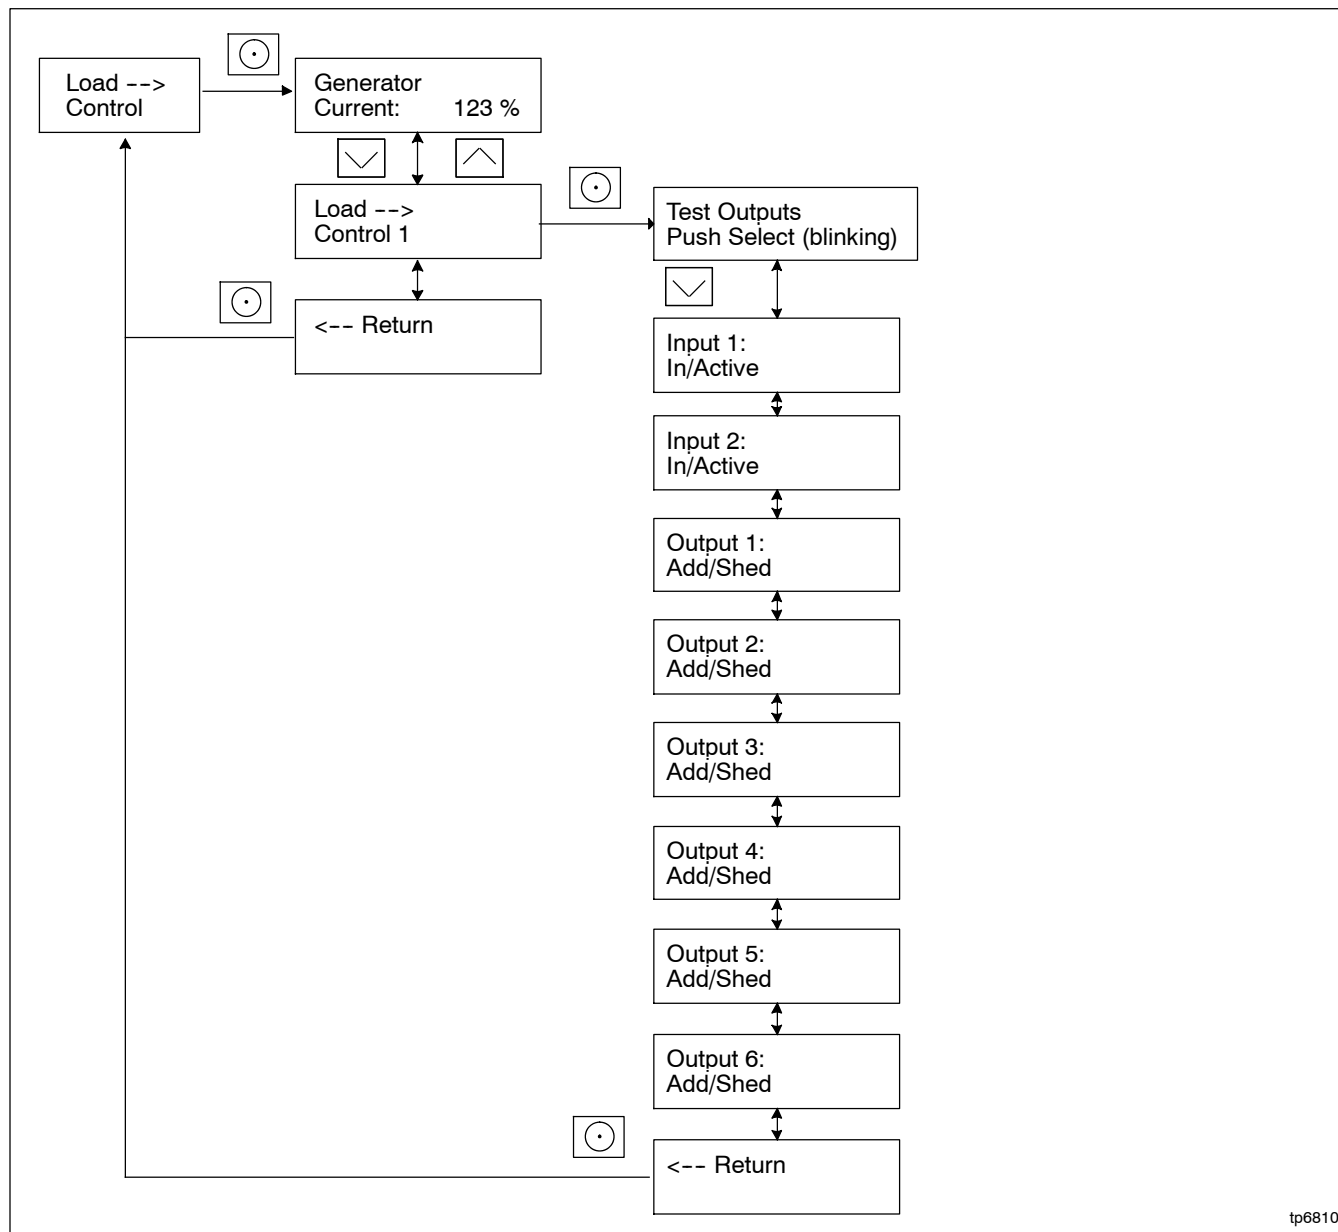 Load -->
Control
Generator
Current: 123 %
Load -->
Control 1
<-- Return
Test Outputs
Push Select (blinking)
Input 1:
In/Active
Input 2:
In/Active
Output 1:
Add/Shed
Output 2:
Add/Shed
Output 3:
Add/Shed
Output 4:
Add/Shed
Output 5:
Add/Shed
Output 6:
Add/Shed
<-- Return
tp6810